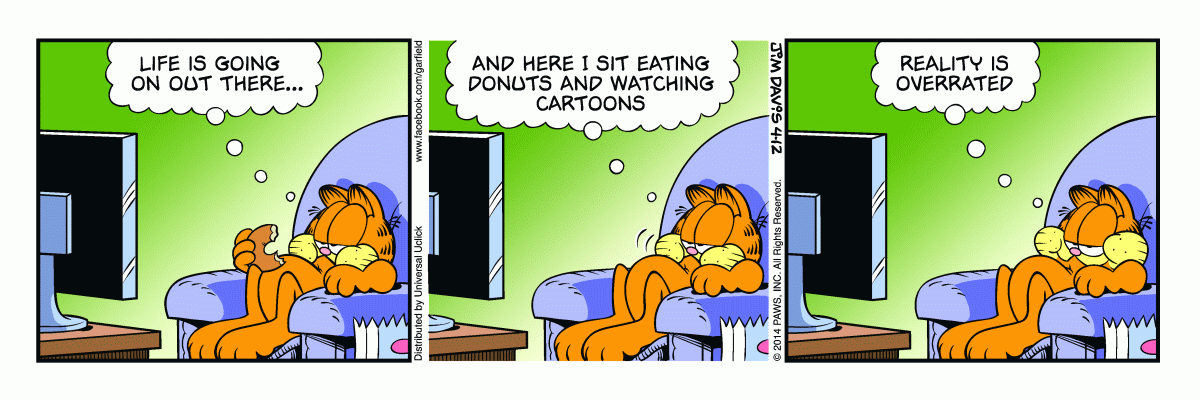 LIFE IS GOING
ON OUT THERE...
www.facebook.com/garfield
Distributed by Universal Uclick
AND HERE I SIT EATING
DONUTS AND WATCHING
CARTOONS
JIM DAVIS 4-12
© 2014 PAWS, INC. All Rights Reserved.
REALITY IS
OVERRATED